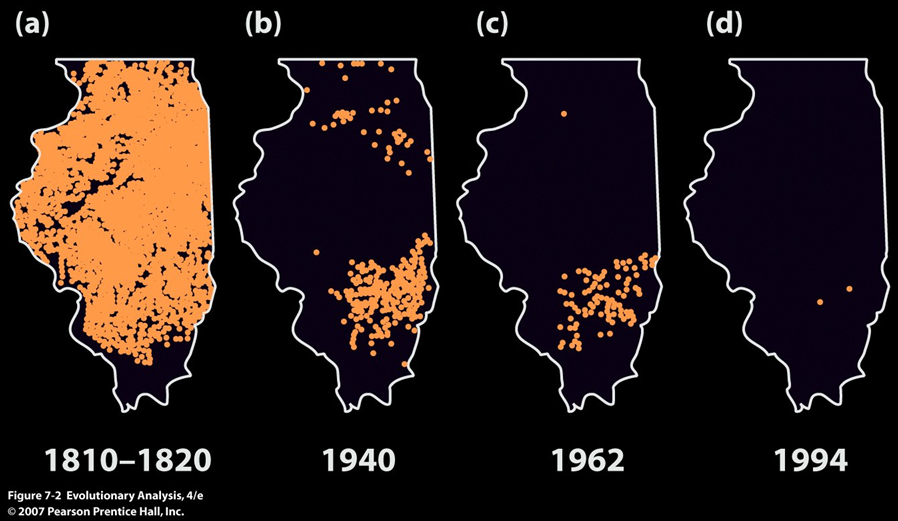 (a) (b) (c) (d)
1810–1820 1940 1962 1994
Figure 7-2 Evolutionary Analysis, 4/e
© 2007 Pearson Prentice Hall, Inc.